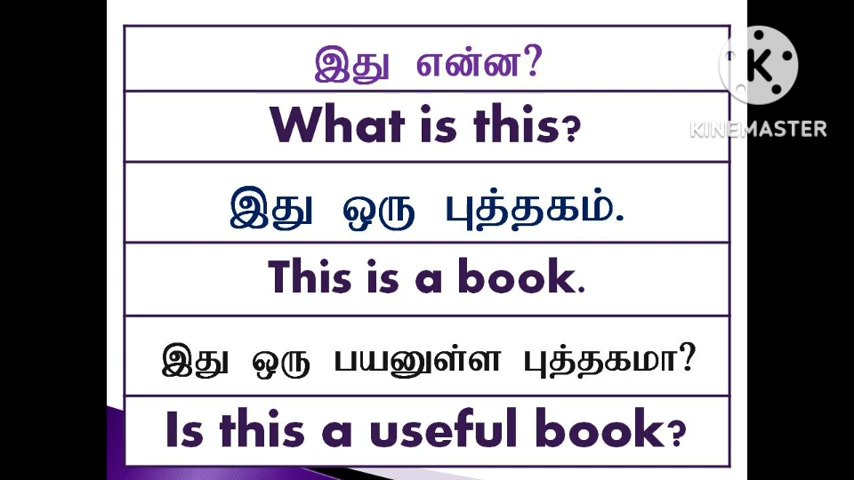 இது என்ன?
What is this?
இது ஒரு புத்தகம்.
This is a book.
இது ஒரு பயனுள்ள புத்தகமா?
Is this a useful book?
K
KINEMASTER